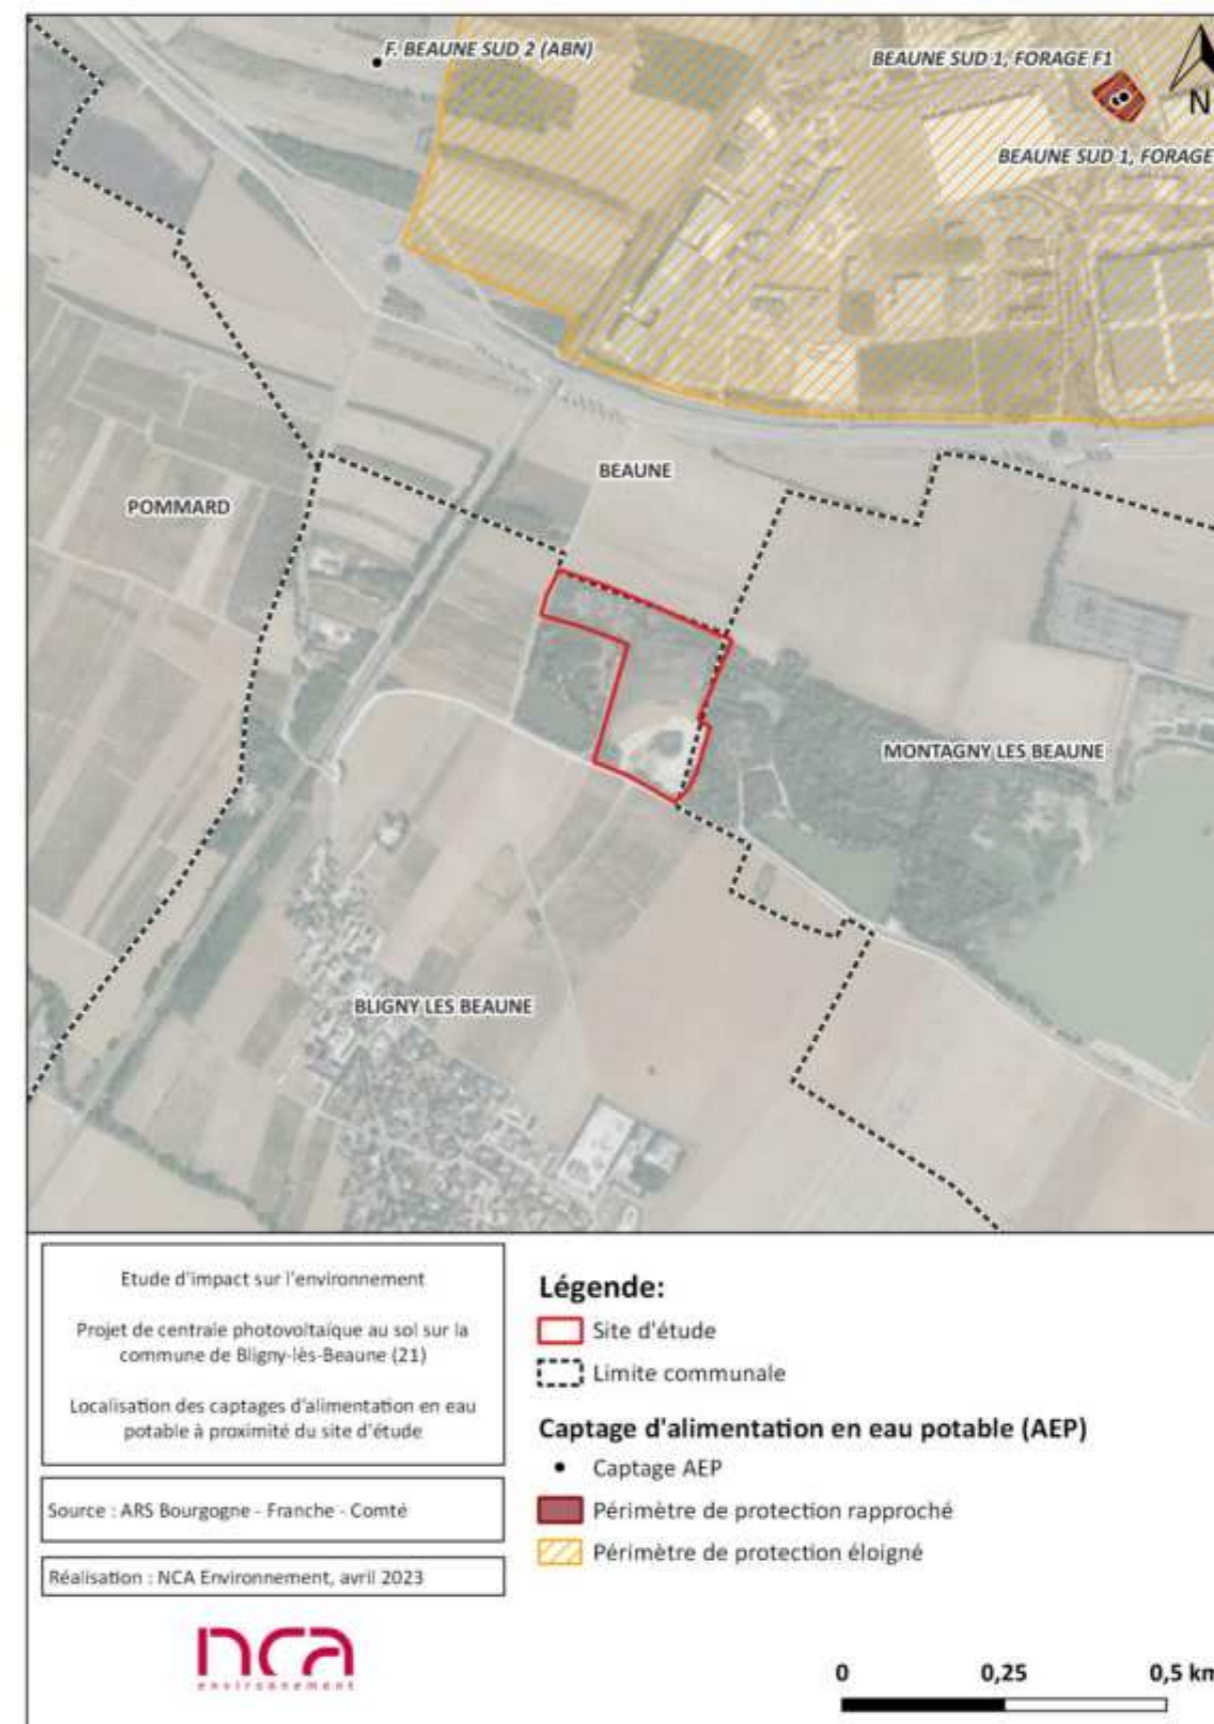 F. BEAUNE SUD 2 (ABN)
BEAUNE SUD 1, FORAGE F1
N
BEAUNE SUD 1, FORAGE
BEAUNE
POMMARD
MONTAGNY LES BEAUNE
BLIGNY LES BEAUNE
Etude d'impact sur l'environnement
Projet de centrale photovoltaïque au sol sur la
commune de Bligny-lès-Beaune (21)
Localisation des captages d'alimentation en eau
potable à proximité du site d'étude
Source : ARS Bourgogne - Franche - Comté
Réalisation : NCA Environnement, avril 2023
nca
environnement
Légende:
Site d'étude
Limite communale
Captage d'alimentation en eau potable (AEP)
Captage AEP
Périmètre de protection rapproché
Périmètre de protection éloigné
0 0,25 0,5 km